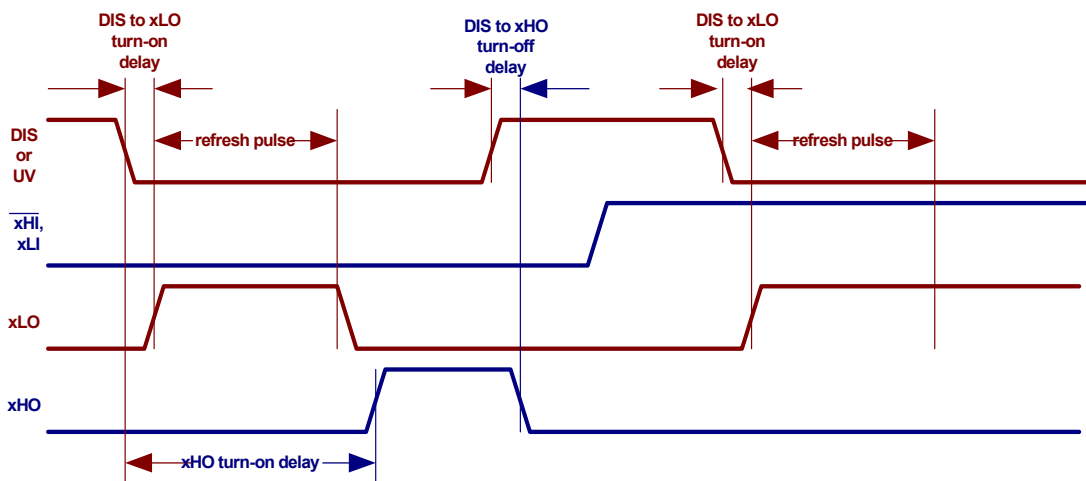 DIS to xLO
turn-on
delay
DIS to xHO
turn-off
delay
DIS to xLO
turn-on
delay
DIS
or
UV
refresh pulse
refresh pulse
xHI,
xLI
xLO
xHO
xHO turn-on delay